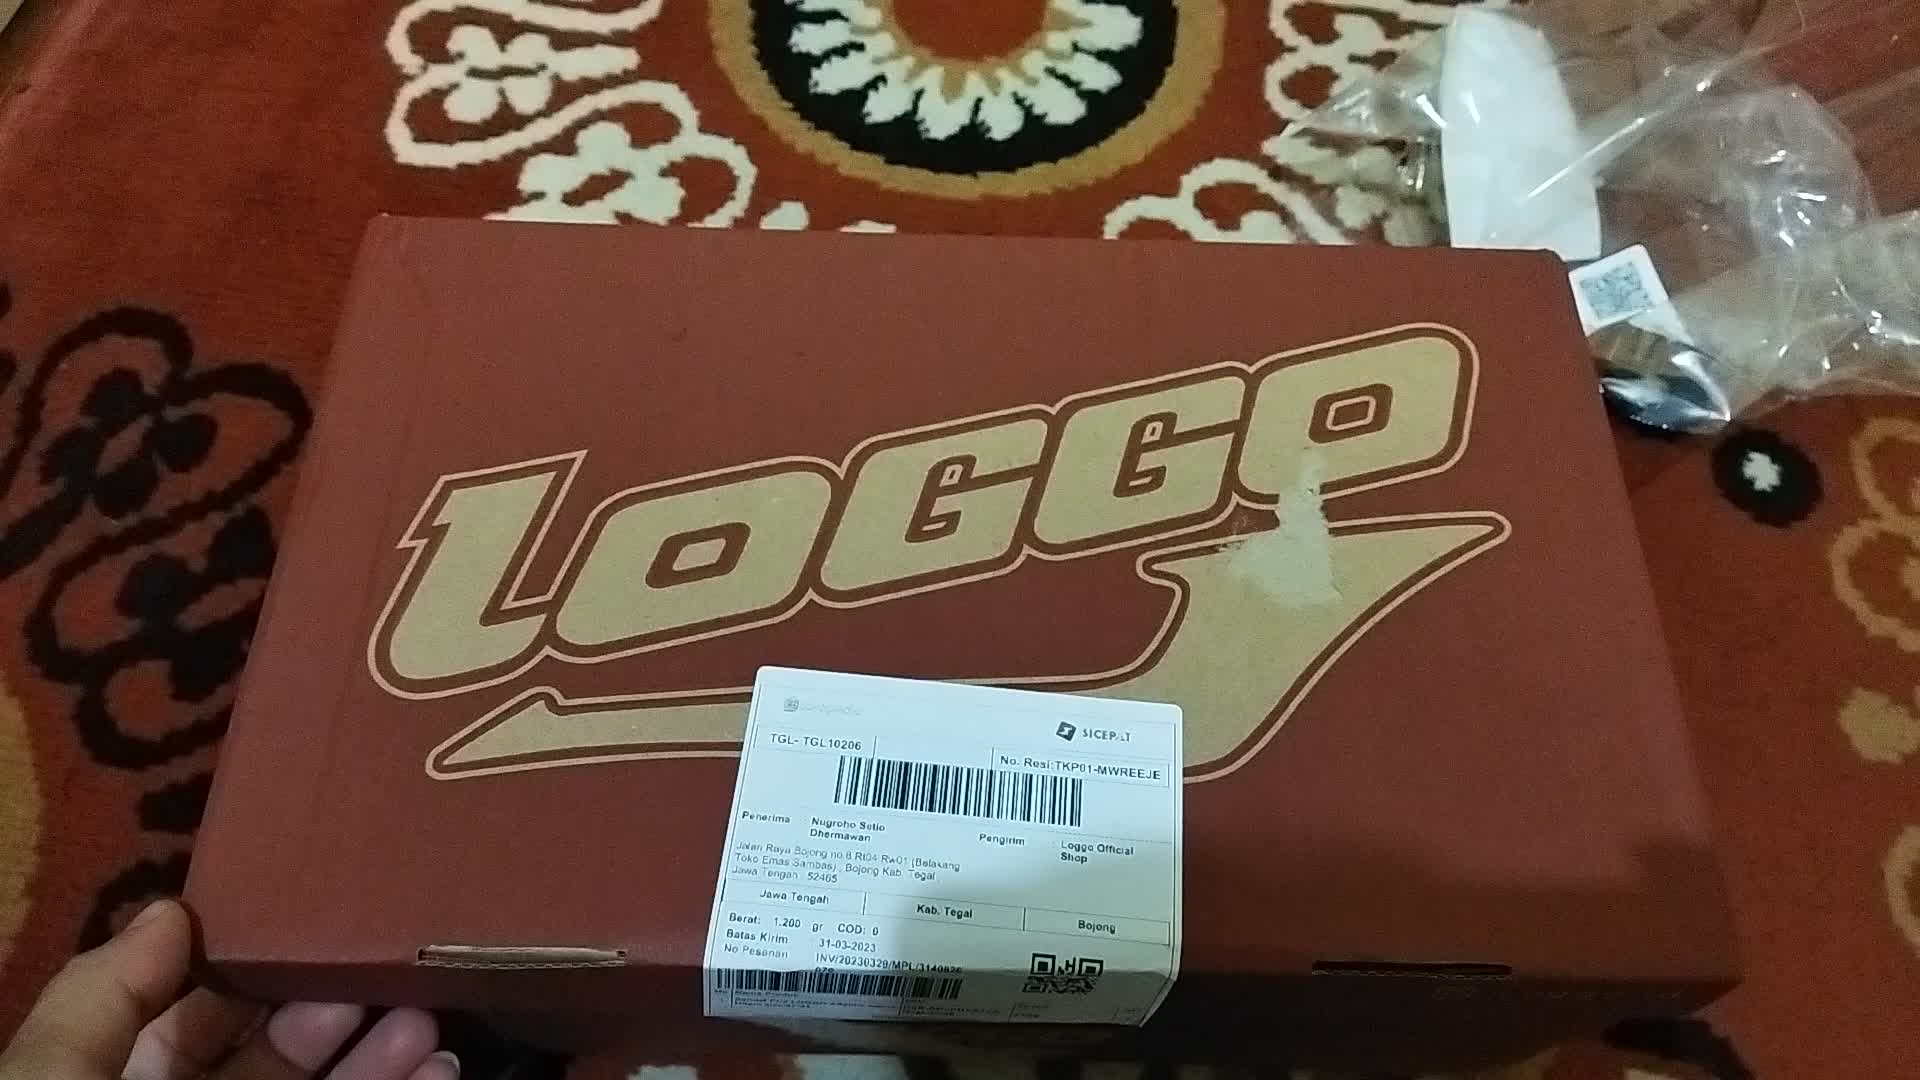 LOGGO
SICEPAT
TGL- TGL10206
No. Resi:TKP01-MWREEJE
Penerima : Nugroho Setio Dhermawan
Pengirim : Loggo Official Shop
Jalan Raya Bojong no.8 Rt04 Rw01 (Belakang
Toko Emas Sambas) , Bojong Kab. Tegal ,
Jawa Tengah 52465
Jawa Tengah
Kab. Tegal
Bojong
Berat: 1.200 gr COD: 0
Batas Kirim : 31-03-2023
No Pesanan : INV/20230329/MPL/3140826